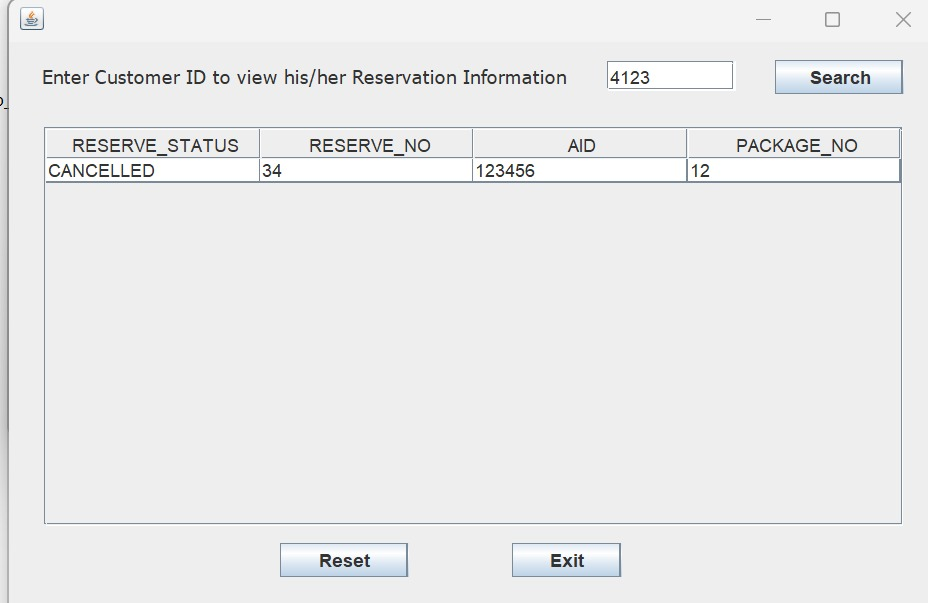 Enter Customer ID to view his/her Reservation Information 4123 Search
RESERVE_STATUS RESERVE_NO AID PACKAGE_NO
CANCELLED 34 123456 12
Reset Exit